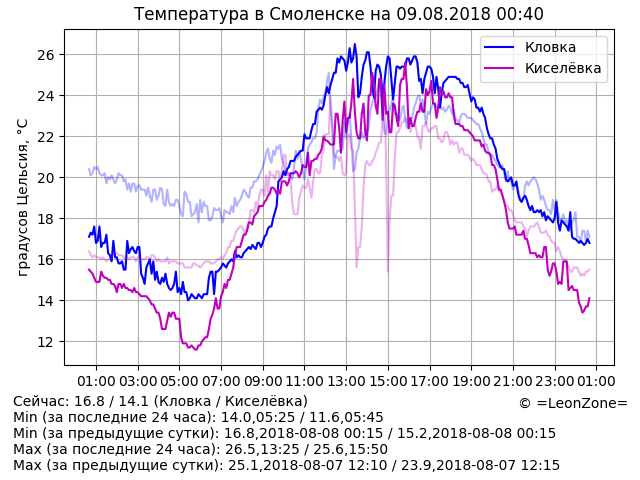 Температура в Смоленске на 09.08.2018 00:40
Кловка
Киселёвка
градусов Цельсия, °C
26
24
22
20
18
16
14
12
01:00 03:00 05:00 07:00 09:00 11:00 13:00 15:00 17:00 19:00 21:00 23:00 01:00
Сейчас: 16.8 / 14.1 (Кловка / Киселёвка)
© =LeonZone=
Min (за последние 24 часа): 14.0,05:25 / 11.6,05:45
Min (за предыдущие сутки): 16.8,2018-08-08 00:15 / 15.2,2018-08-08 00:15
Max (за последние 24 часа): 26.5,13:25 / 25.6,15:50
Max (за предыдущие сутки): 25.1,2018-08-07 12:10 / 23.9,2018-08-07 12:15